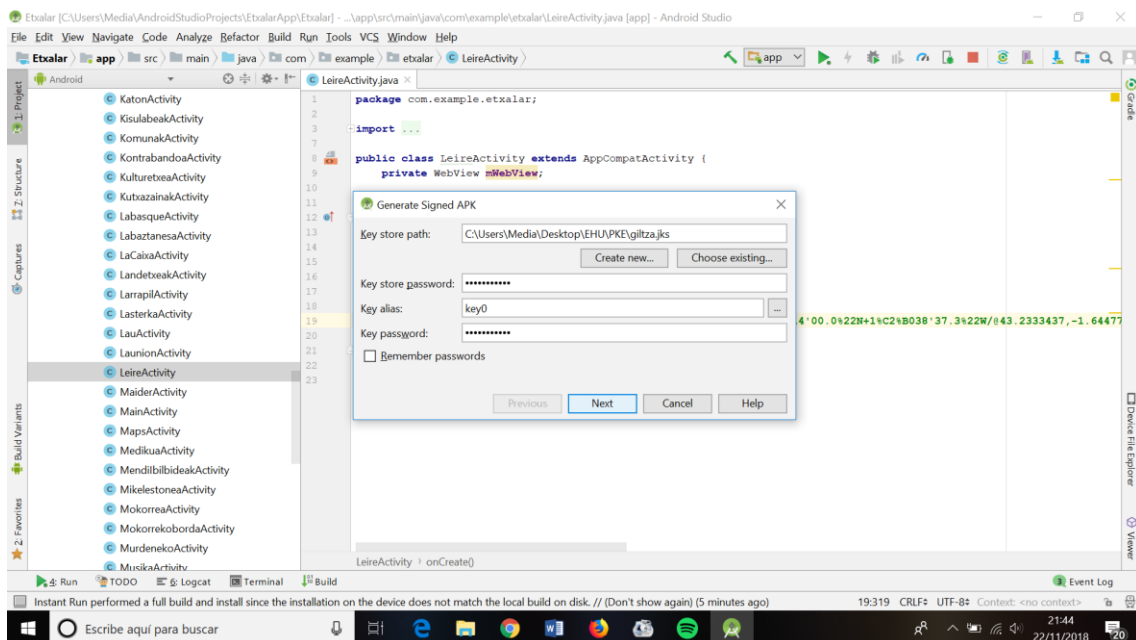 Etxalar [C:\Users\Media\AndroidStudioProjects\EtxalarApp\Etxalar] - ...\app\src\main\java\com\example\etxalar\LeireActivity.java [app] - Android Studio
File Edit View Navigate Code Analyze Refactor Build Run Tools VCS Window Help
Etxalar app src main java com example etxalar LeireActivity
app
Android
LeireActivity.java
1: Project
Z: Structure
Captures
Build Variants
2: Favorites
KatonActivity
KisulabeakActivity
KomunakActivity
KontrabandoaActivity
KulturetxeaActivity
KutxazainakActivity
LabasqueActivity
LabaztanesaActivity
LaCaixaActivity
LandetxeakActivity
LarrapilActivity
LasterkaActivity
LauActivity
LaunionActivity
LeireActivity
MaiderActivity
MainActivity
MapsActivity
MedikuaActivity
MendiIbilbideakActivity
MikelestoneaActivity
MokorreaActivity
MokorrekobordaActivity
MurdenekoActivity
MusikaActivity
1 package com.example.etxalar;
2
3 import ...
7
8 public class LeireActivity extends AppCompatActivity {
9 private WebView mWebView;
10
11
12
13
14
15
16
17
18
19 4'00.0%22N+1%C2%B038'37.3%22W/@43.2333437,-1.64477
20
21
22
23
Generate Signed APK
Key store path: C:\Users\Media\Desktop\EHU\PKE\giltza.jks
Create new... Choose existing...
Key store password: •••••••••••
Key alias: key0 ...
Key password: •••••••••••
Remember passwords
Previous Next Cancel Help
LeireActivity › onCreate()
Gradle
Device File Explorer
Viewer
4: Run TODO 6: Logcat Terminal Build
3 Event Log
Instant Run performed a full build and install since the installation on the device does not match the local build on disk. // (Don't show again) (5 minutes ago)
19:319 CRLF÷ UTF-8÷ Context: <no context>
Escribe aquí para buscar
21:44
22/11/2018
20